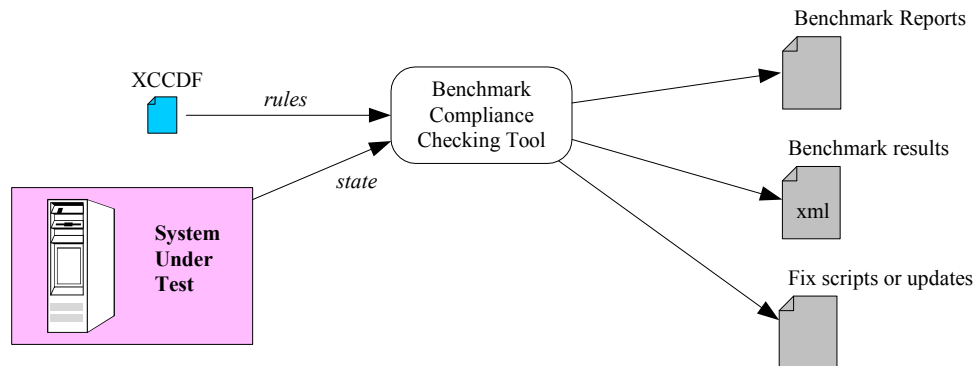 Benchmark Reports
XCCDF
rules
Benchmark
Compliance
Checking Tool
Benchmark results
xml
state
System
Under
Test
Fix scripts or updates